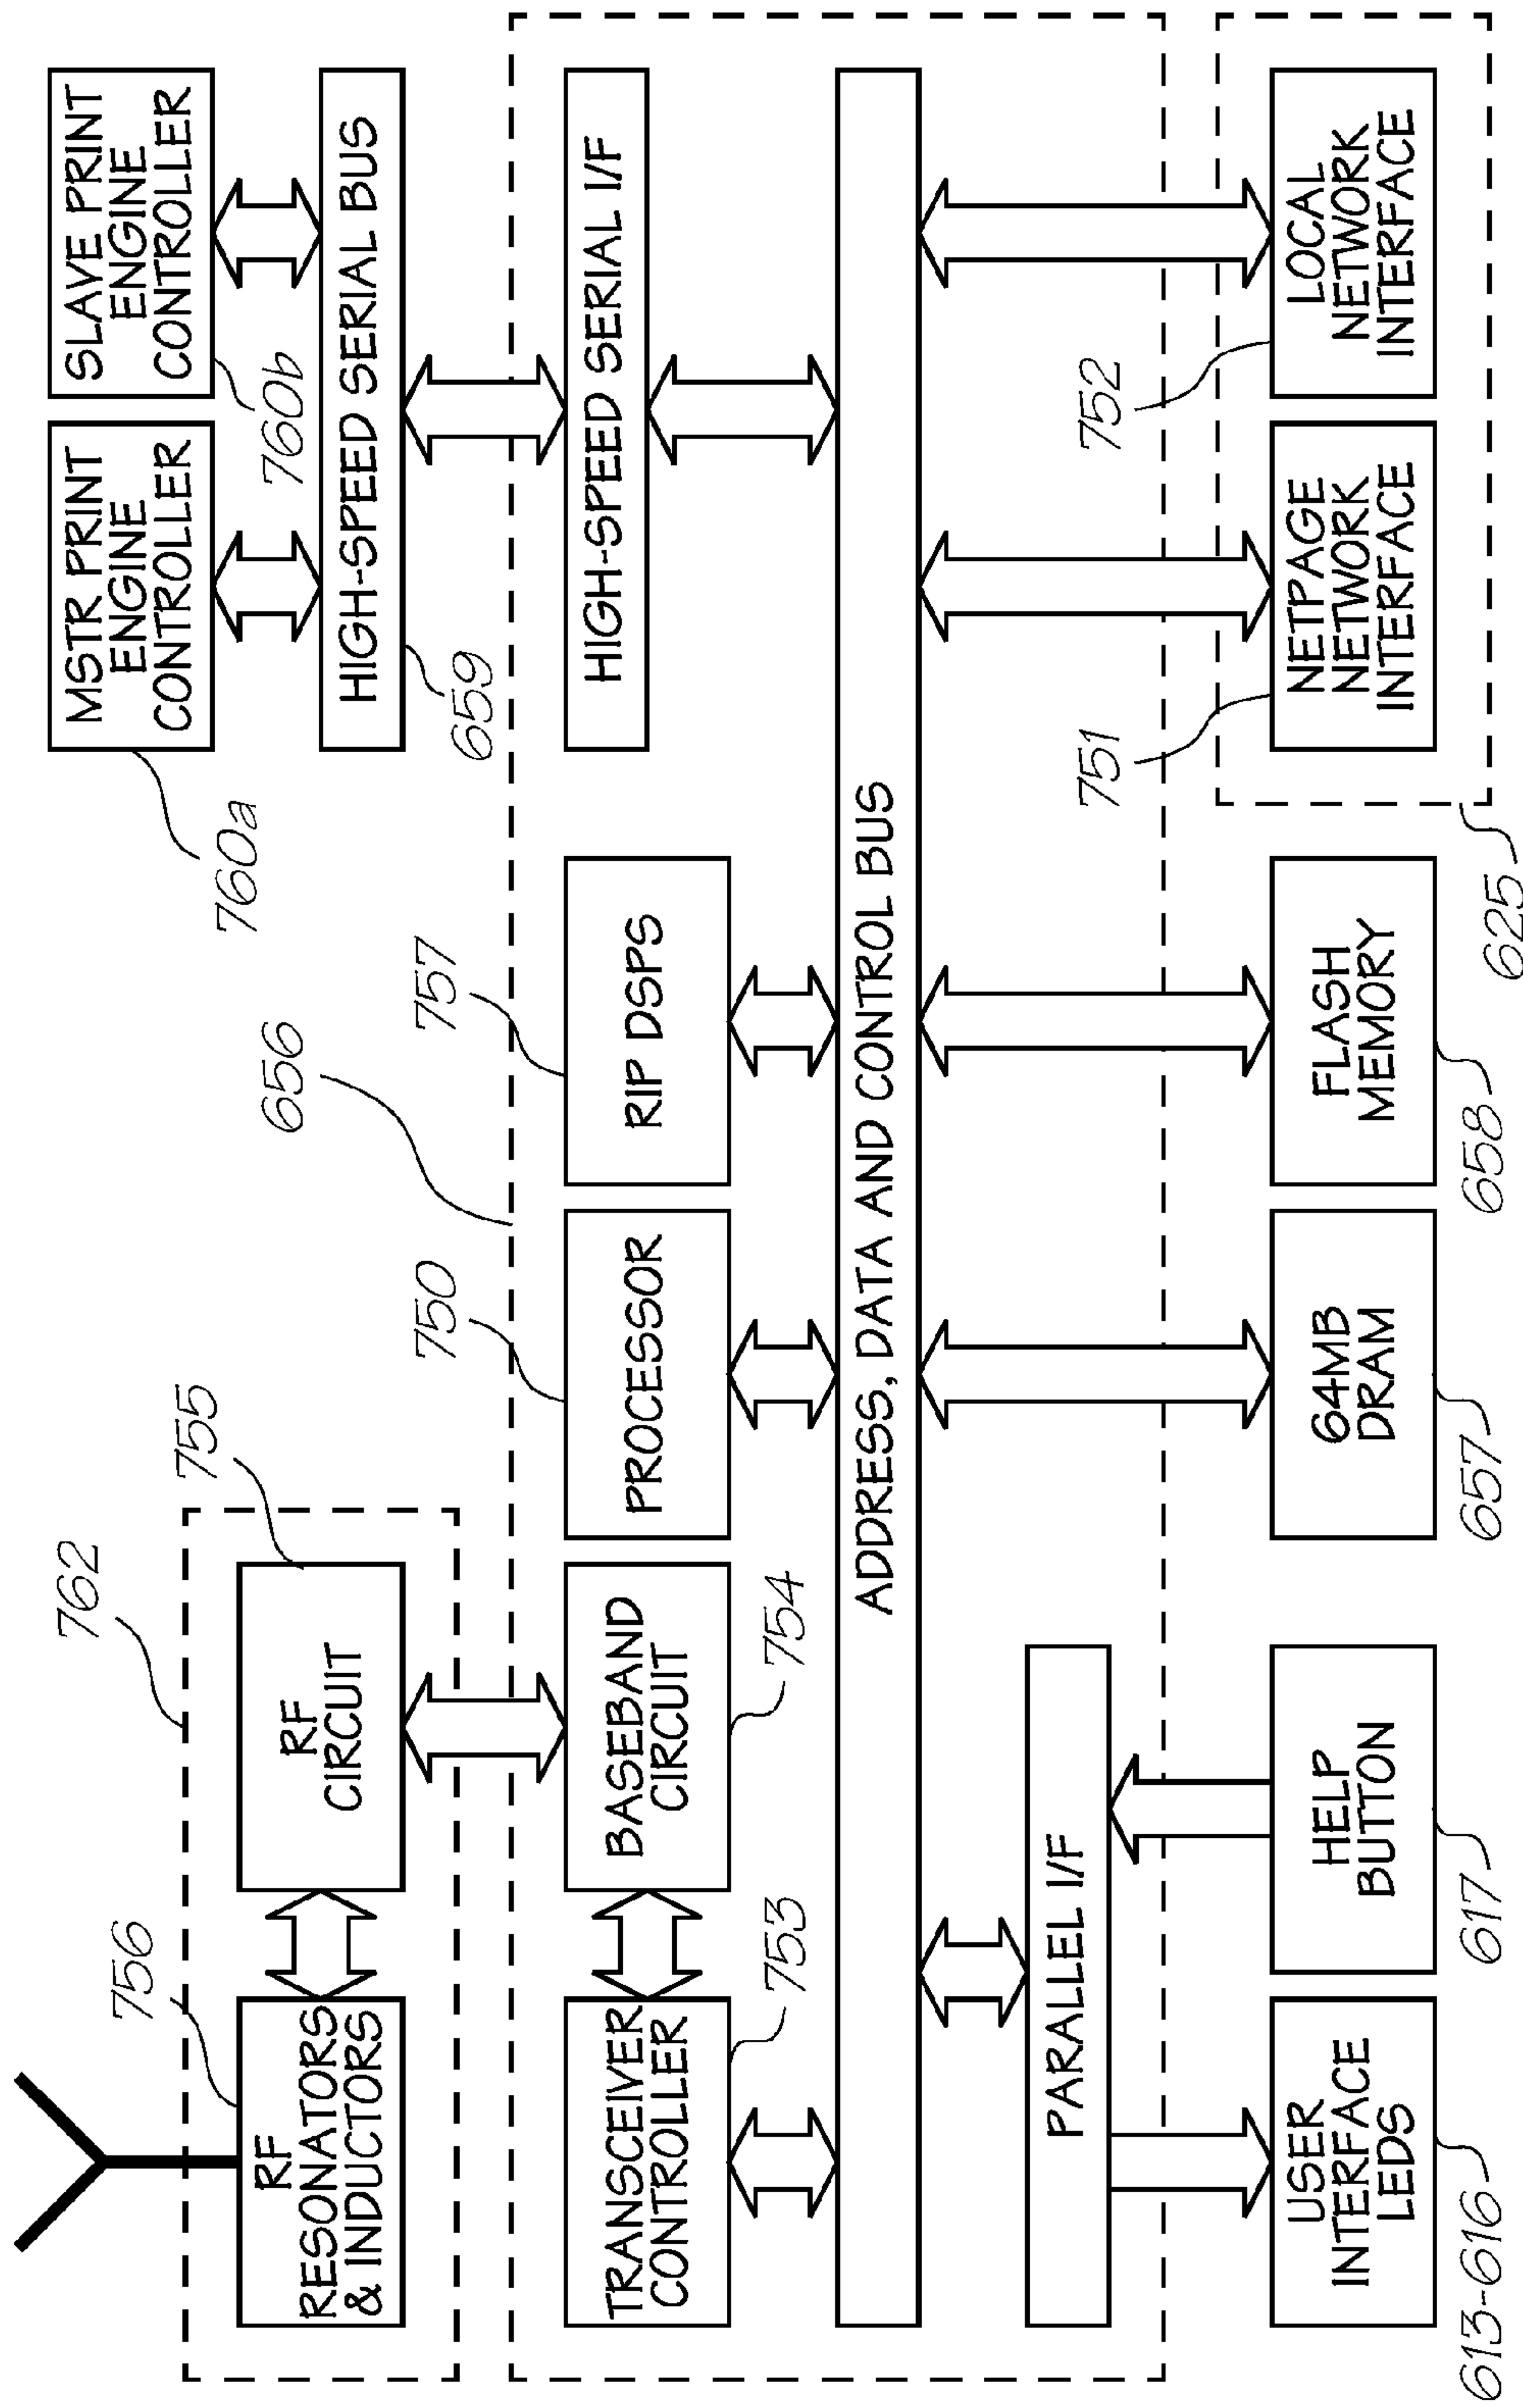 762
756
755
RF
RESONATORS
& INDUCTORS
RF
CIRCUIT
MSTR PRINT
ENGINE
CONTROLLER
SLAVE PRINT
ENGINE
CONTROLLER
760a
760b
HIGH-SPEED SERIAL BUS
659
656
750
757
TRANSCEIVER
CONTROLLER
BASEBAND
CIRCUIT
PROCESSOR
RIP DSPS
HIGH-SPEED SERIAL I/F
753
754
ADDRESS, DATA AND CONTROL BUS
PARALLEL I/F
751
752
USER
INTERFACE
LEDS
HELP
BUTTON
64MB
DRAM
FLASH
MEMORY
NETPAGE
NETWORK
INTERFACE
LOCAL
NETWORK
INTERFACE
613-616
617
657
658
625